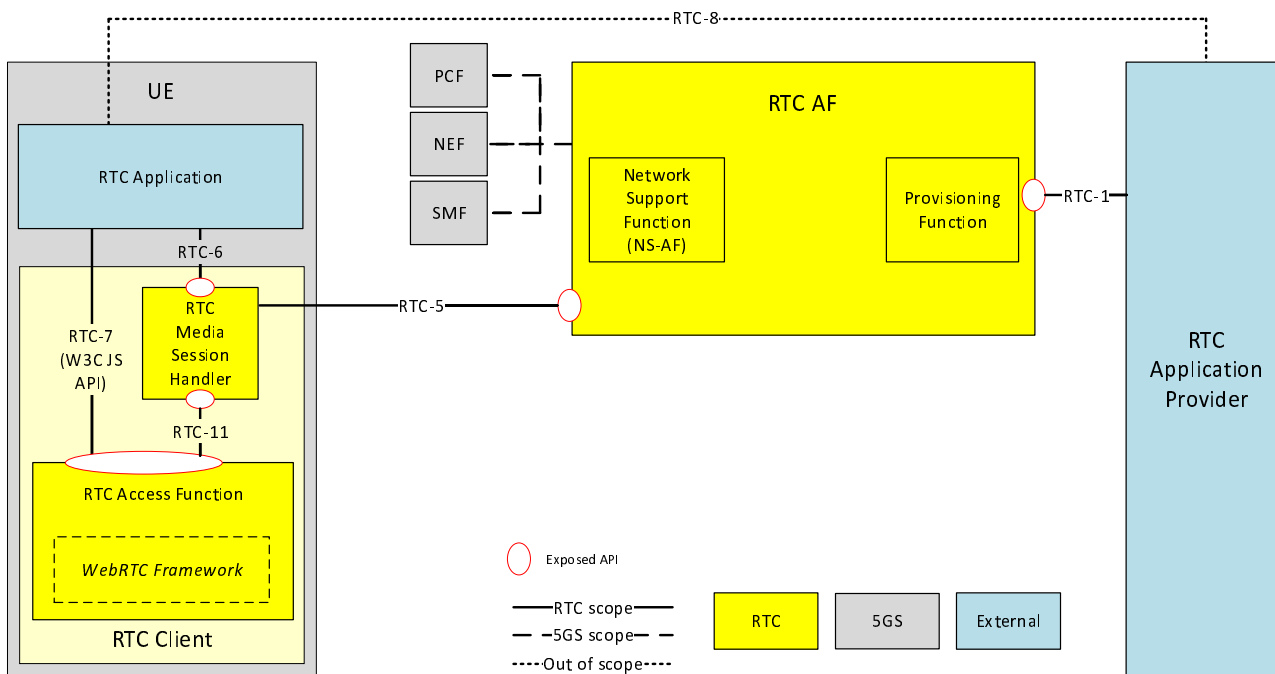 RTC-8
UE
RTC Application
RTC-6
RTC-7
(W3C JS
API)
RTC
Media
Session
Handler
RTC-11
RTC Access Function
WebRTC Framework
RTC Client
PCF
NEF
SMF
RTC-5
RTC AF
Network
Support
Function
(NS-AF)
Provisioning
Function
RTC-1
RTC
Application
Provider
Exposed API
RTC scope
5GS scope
Out of scope
RTC
5GS
External